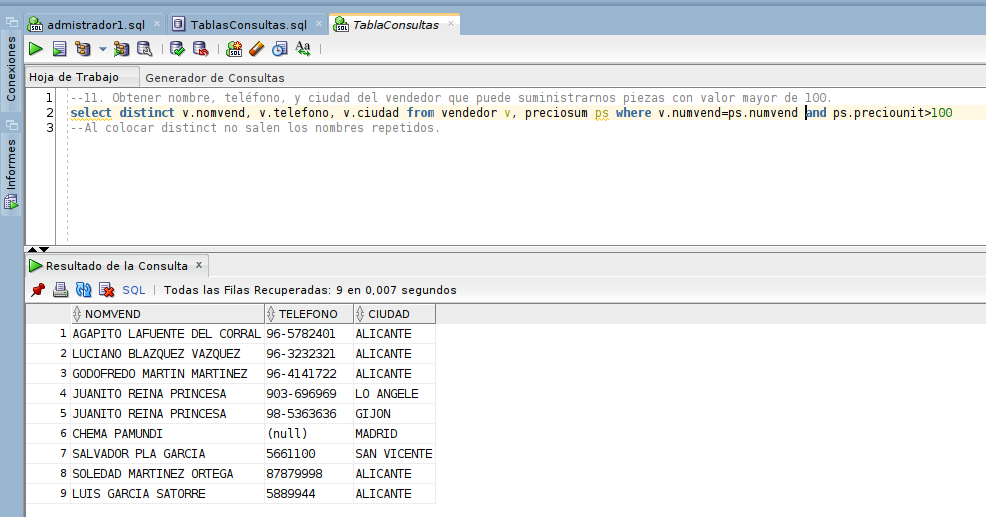 admistrador1.sql
TablasConsultas.sql
TablaConsultas
Conexiones
Informes
Hoja de Trabajo
Generador de Consultas
1 --11. Obtener nombre, teléfono, y ciudad del vendedor que puede suministrarnos piezas con valor mayor de 100.
2 select distinct v.nomvend, v.telefono, v.ciudad from vendedor v, preciosum ps where v.numvend=ps.numvend and ps.preciounit>100
3 --Al colocar distinct no salen los nombres repetidos.
Resultado de la Consulta x
SQL | Todas las Filas Recuperadas: 9 en 0,007 segundos
NOMVEND TELEFONO CIUDAD
1 AGAPITO LAFUENTE DEL CORRAL 96-5782401 ALICANTE
2 LUCIANO BLAZQUEZ VAZQUEZ 96-3232321 ALICANTE
3 GODOFREDO MARTIN MARTINEZ 96-4141722 ALICANTE
4 JUANITO REINA PRINCESA 903-696969 LO ANGELE
5 JUANITO REINA PRINCESA 98-5363636 GIJON
6 CHEMA PAMUNDI (null) MADRID
7 SALVADOR PLA GARCIA 5661100 SAN VICENTE
8 SOLEDAD MARTINEZ ORTEGA 87879998 ALICANTE
9 LUIS GARCIA SATORRE 5889944 ALICANTE